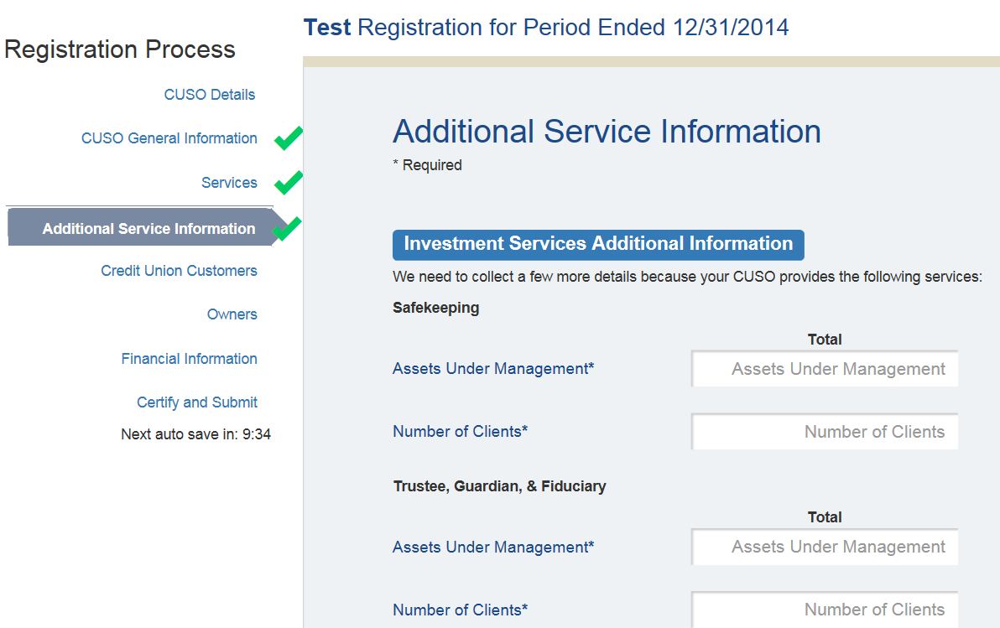 Test Registration for Period Ended 12/31/2014
Registration Process
CUSO Details
CUSO General Information
Services
Additional Service Information
Credit Union Customers
Owners
Financial Information
Certify and Submit
Next auto save in: 9:34
Additional Service Information
* Required
Investment Services Additional Information
We need to collect a few more details because your CUSO provides the following services:
Safekeeping
Total
Assets Under Management* Assets Under Management
Number of Clients* Number of Clients
Trustee, Guardian, & Fiduciary
Total
Assets Under Management* Assets Under Management
Number of Clients* Number of Clients